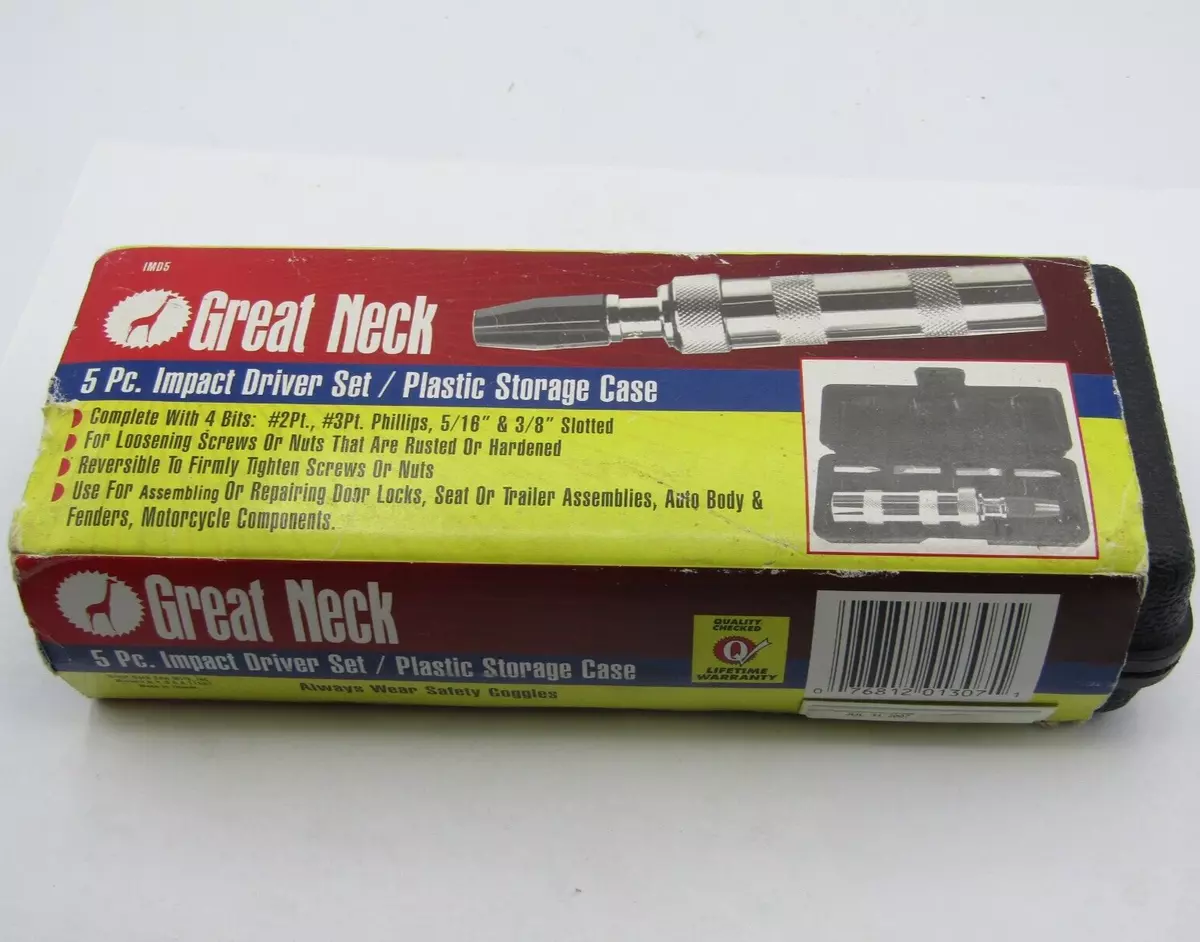 IMD5
Great Neck
5 Pc. Impact Driver Set / Plastic Storage Case
Complete With 4 Bits: #2Pt., #3Pt. Phillips, 5/16" & 3/8" Slotted
For Loosening Screws Or Nuts That Are Rusted Or Hardened
Reversible To Firmly Tighten Screws Or Nuts
Use For Assembling Or Repairing Door Locks, Seat Or Trailer Assemblies, Auto Body &
Fenders, Motorcycle Components.
Great Neck
5 Pc. Impact Driver Set / Plastic Storage Case
Always Wear Safety Goggles
QUALITY
CHECKED
Q
LIFETIME
WARRANTY
0 76812 01307 1